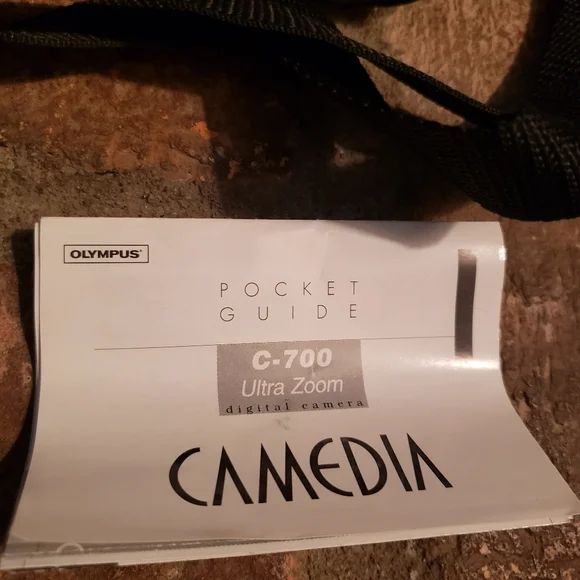 OLYMPUS®
POCKET
GUIDE
C-700
Ultra Zoom
digital camera
CAMEDIA